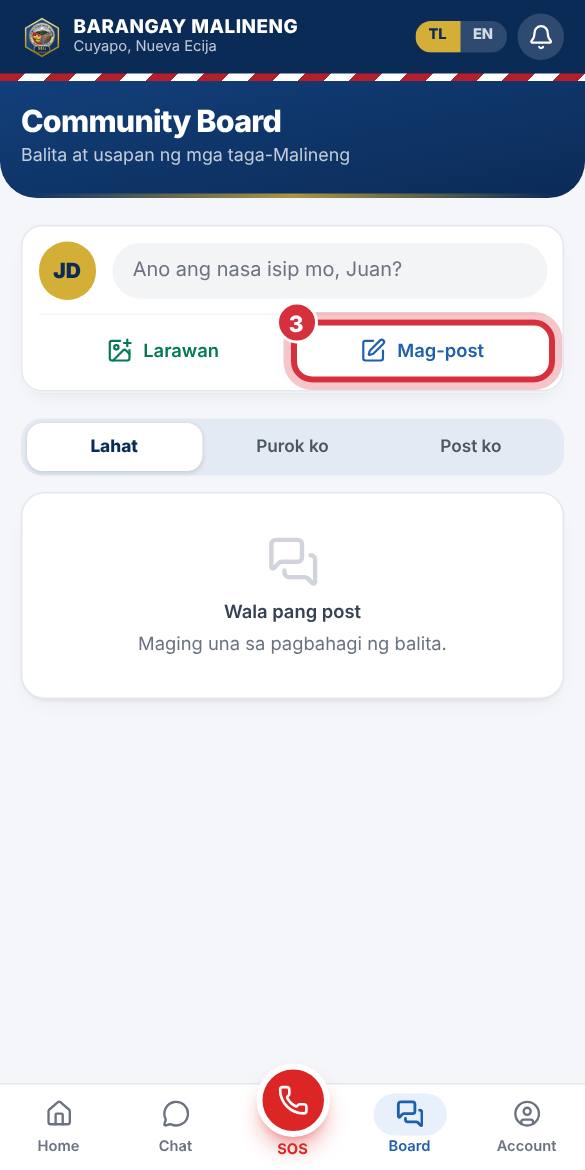 BARANGAY MALINENG
Cuyapo, Nueva Ecija
TL EN
Community Board
Balita at usapan ng mga taga-Malineng
JD
Ano ang nasa isip mo, Juan?
3
Larawan
Mag-post
Lahat
Purok ko
Post ko
Wala pang post
Maging una sa pagbahagi ng balita.
Home
Chat
SOS
Board
Account